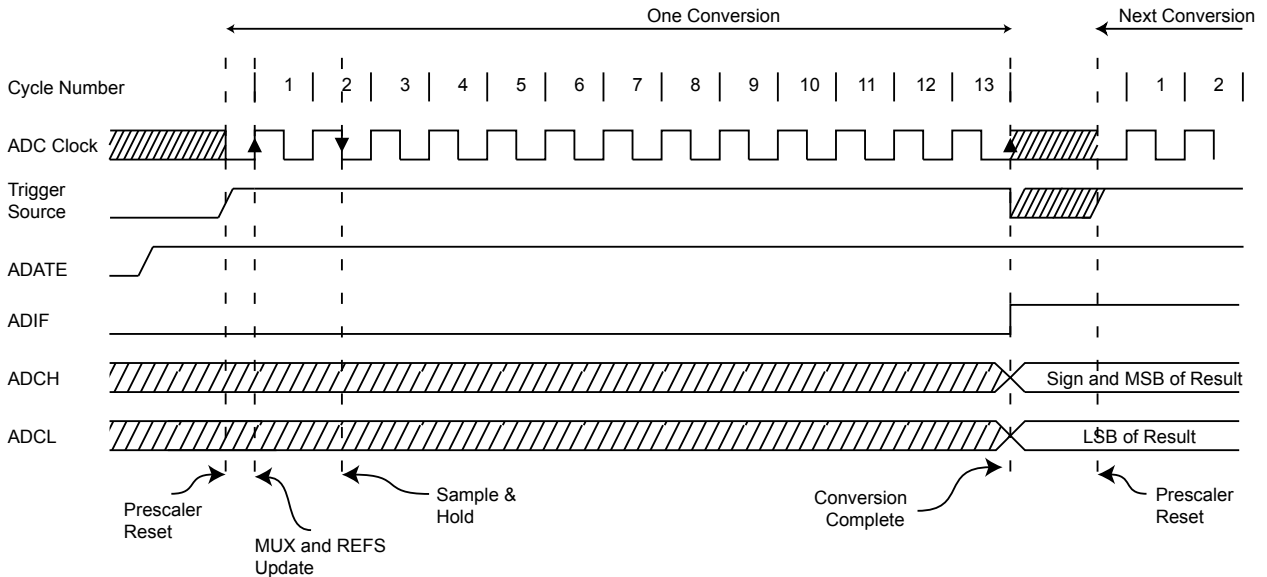 One Conversion
Next Conversion
Cycle Number
1 2 3 4 5 6 7 8 9 10 11 12 13 1 2
ADC Clock
Trigger
Source
ADATE
ADIF
ADCH
Sign and MSB of Result
ADCL
LSB of Result
Prescaler
Reset
MUX and REFS
Update
Sample &
Hold
Conversion
Complete
Prescaler
Reset